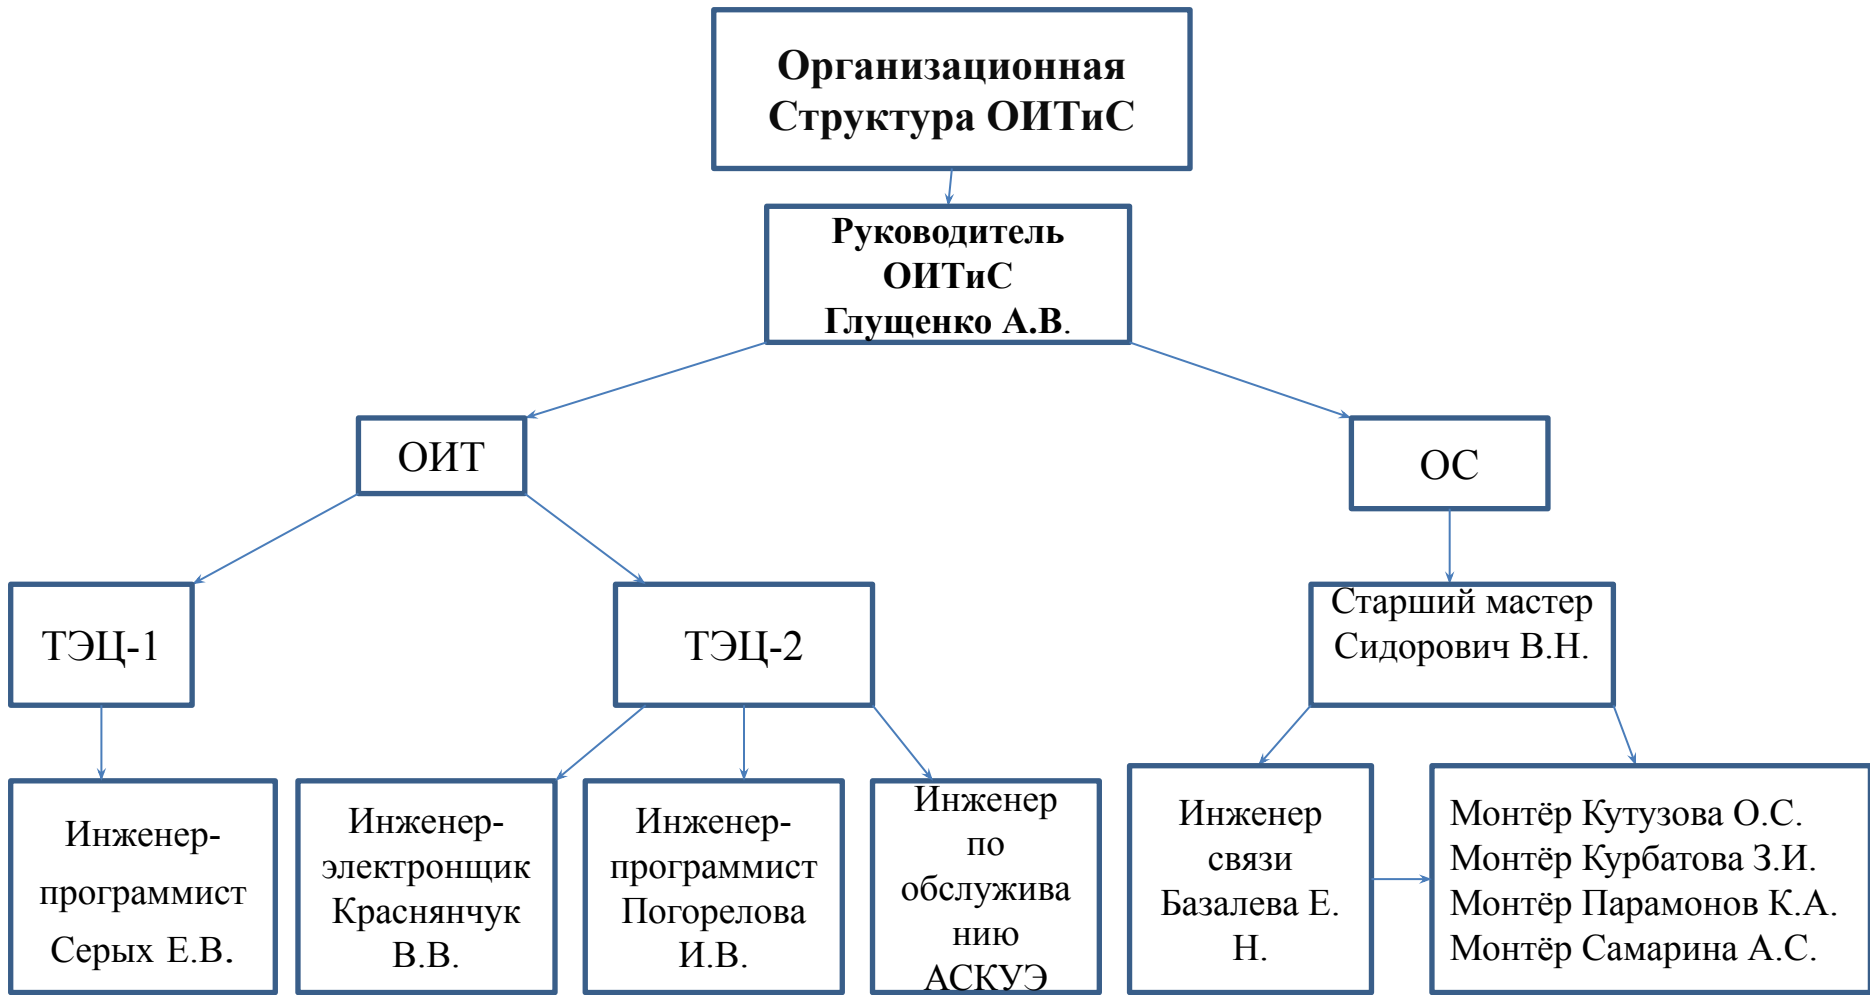 Организационная
Структура ОИТиС
Руководитель
ОИТиС
Глущенко А.В.
ОИТ
ОС
ТЭЦ-1
ТЭЦ-2
Старший мастер
Сидорович В.Н.
Инженер-
программист
Серых Е.В.
Инженер-
электронщик
Краснянчук
В.В.
Инженер-
программист
Погорелова
И.В.
Инженер
по
обслужива
нию
АСКУЭ
Инженер
связи
Базалева Е.
Н.
Монтёр Кутузова О.С.
Монтёр Курбатова З.И.
Монтёр Парамонов К.А.
Монтёр Самарина А.С.